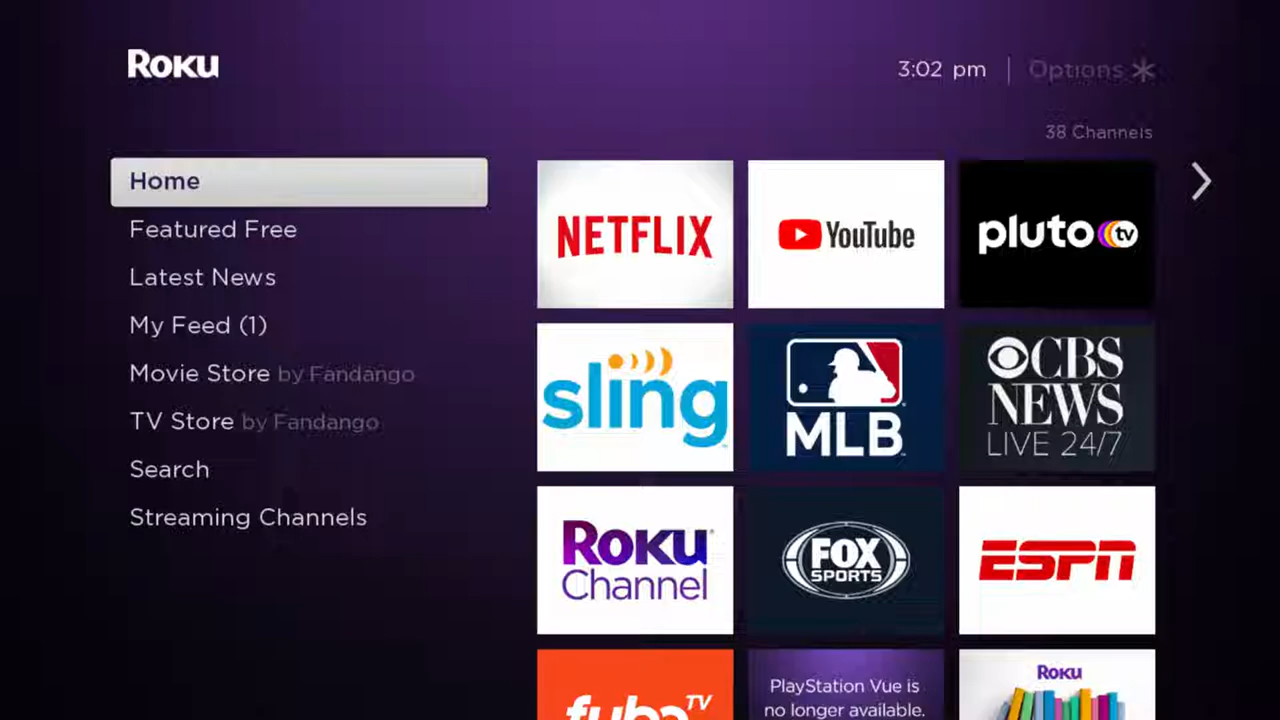 Roku
3:02 pm
Options
38 Channels
Home
Featured Free
Latest News
My Feed (1)
Movie Store by Fandango
TV Store by Fandango
Search
Streaming Channels
NETFLIX
YouTube
pluto tv
sling
MLB
CBS
NEWS
LIVE 24/7
Roku
Channel
FOX
SPORTS
ESPN
fubo TV
PlayStation Vue is
no longer available.
Roku